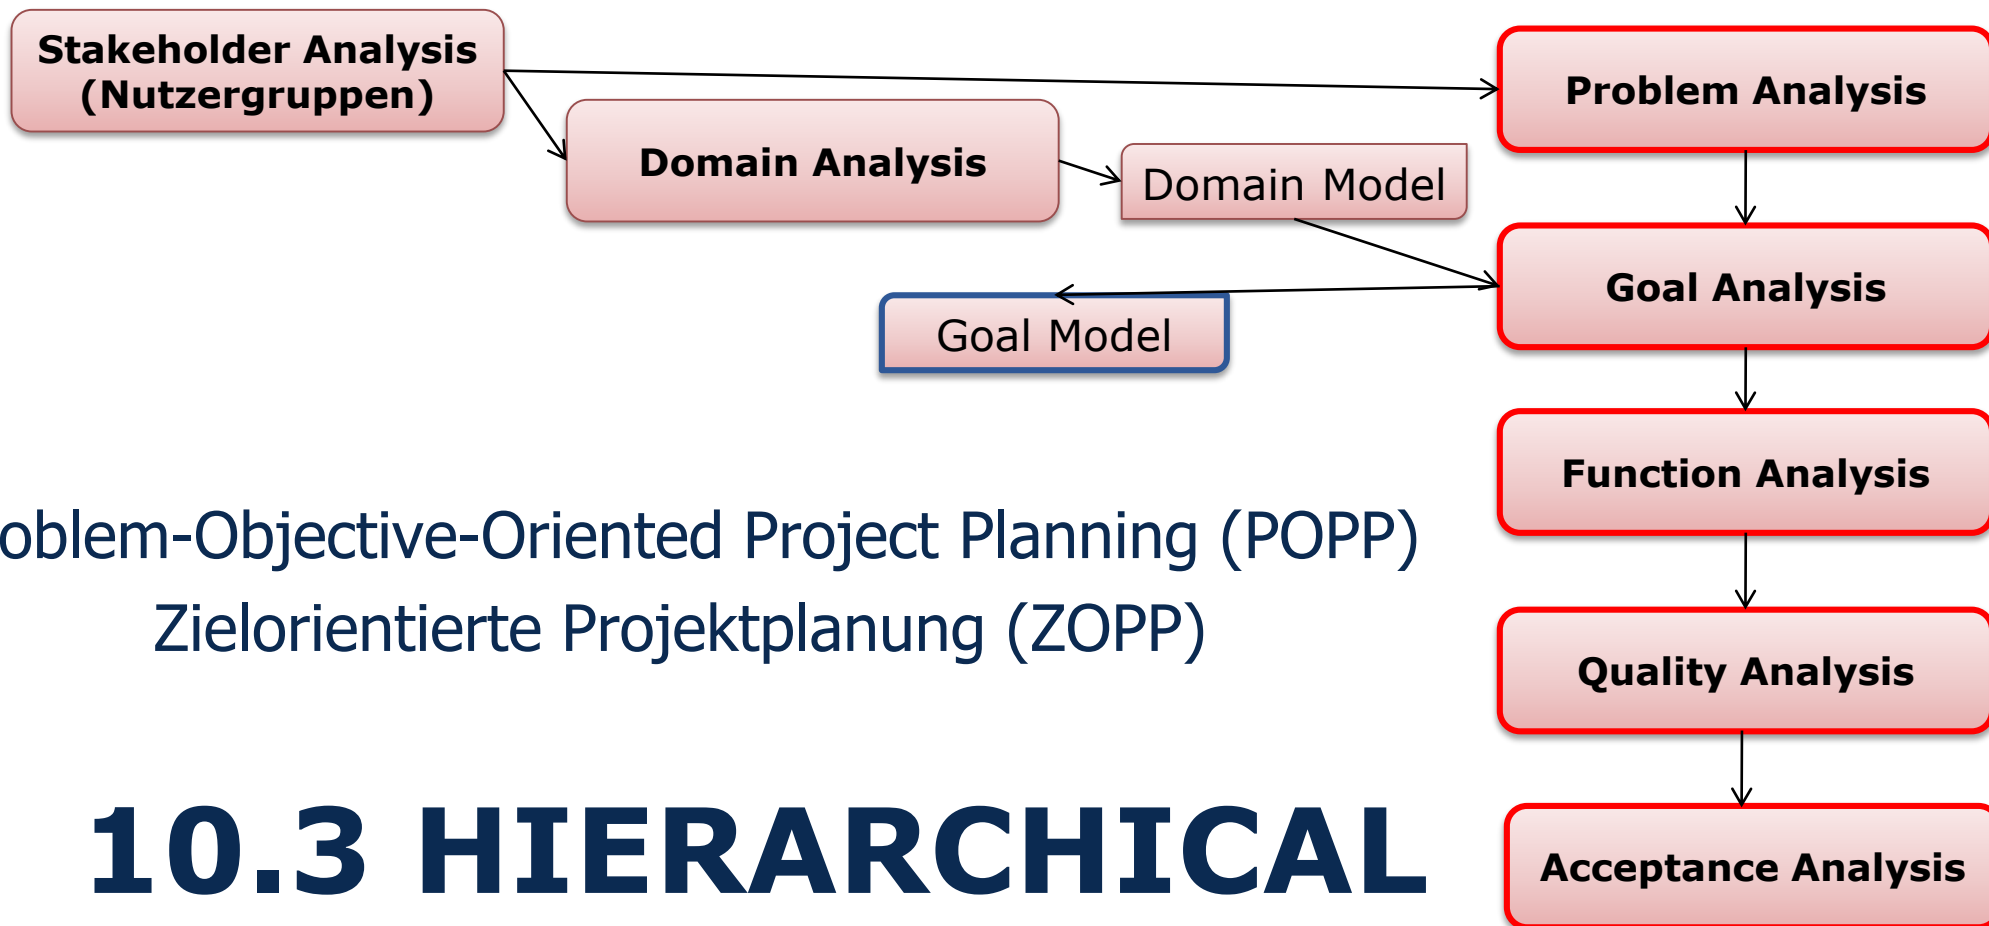 Stakeholder Analysis
(Nutzergruppen)
Problem Analysis
Domain Analysis
Domain Model
Goal Analysis
Goal Model
Function Analysis
oblem-Objective-Oriented Project Planning (POPP)
Zielorientierte Projektplanung (ZOPP)
Quality Analysis
10.3 HIERARCHICAL
Acceptance Analysis